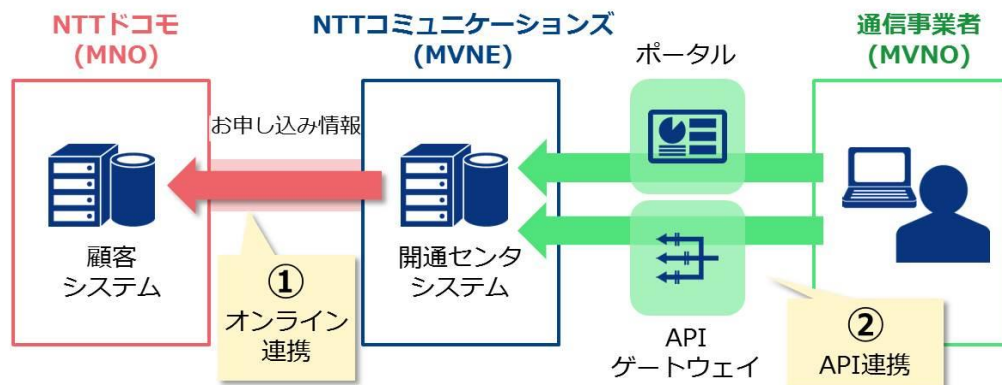 NTTドコモ
(MNO)
NTTコミュニケーションズ
(MVNE)
通信事業者
(MVNO)
ポータル
お申し込み情報
顧客
システム
開通センタ
システム
①
オンライン
連携
API
ゲートウェイ
②
API連携